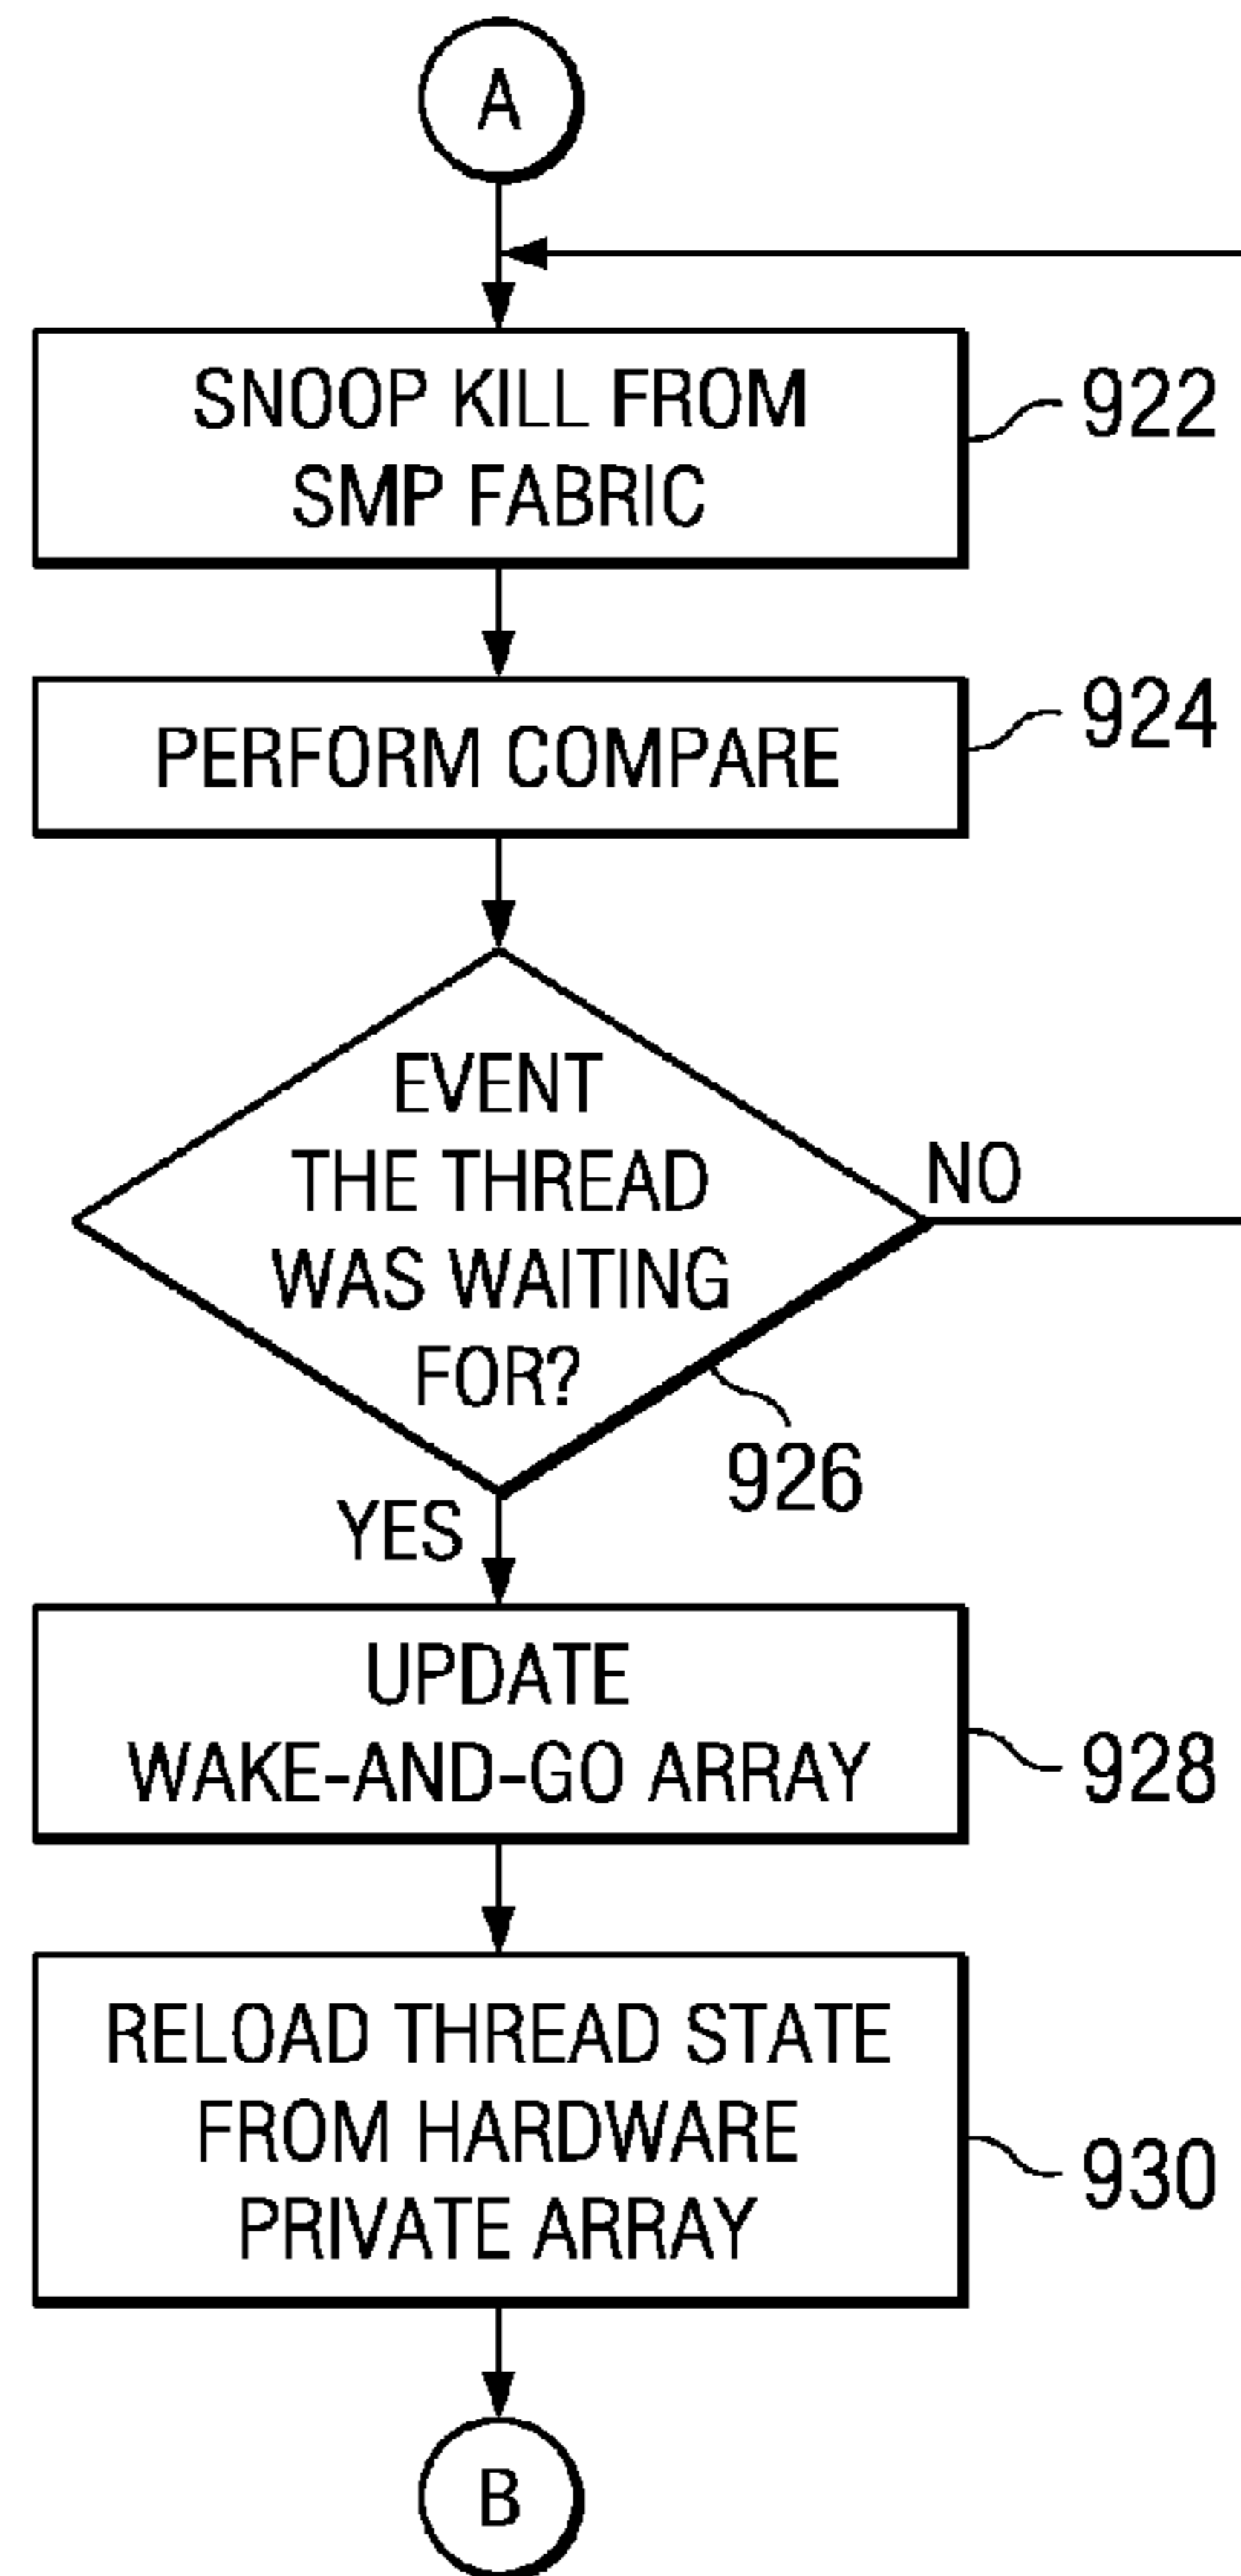 A
SNOOP KILL FROM
SMP FABRIC
922
PERFORM COMPARE
924
EVENT
THE THREAD
WAS WAITING
FOR?
NO
926
YES
UPDATE
WAKE-AND-GO ARRAY
928
RELOAD THREAD STATE
FROM HARDWARE
PRIVATE ARRAY
930
B